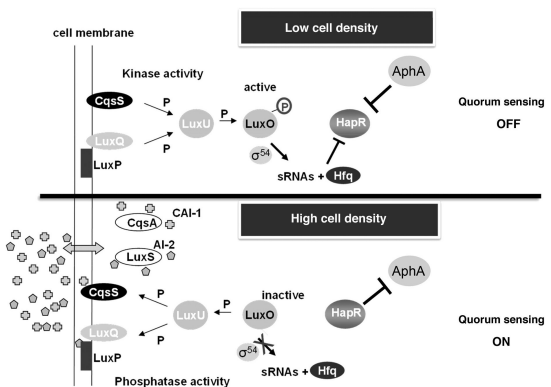 cell membrane
Low cell density
Kinase activity
active
AphA
CqsS
P
P
P
LuxU
LuxO
P
HapR
Quorum sensing
OFF
LuxQ
P
σ54
LuxP
sRNAs + Hfq
CAI-1
CqsA
High cell density
AI-2
LuxS
AphA
CqsS
P
P
inactive
LuxU
LuxO
HapR
Quorum sensing
ON
LuxQ
P
σ54
LuxP
sRNAs + Hfq
Phosphatase activity